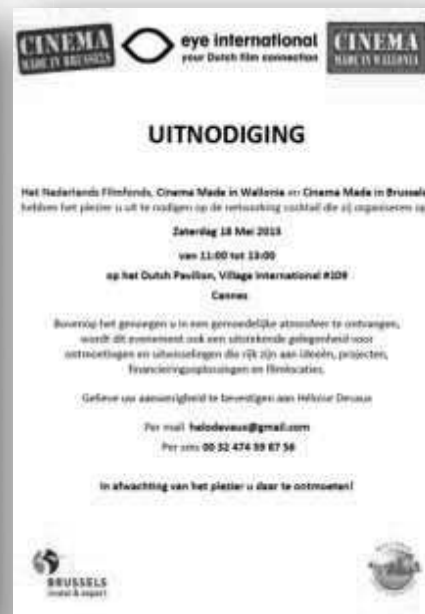 CINEMA
MADE IN BRUSSELS
eye international
your Dutch film connection
CINEMA
MADE IN WALLONIA
UITNODIGING
Het Nederlands Filmfonds, Cinema Made in Wallonia en Cinema Made in Brussels
hebben het plezier u uit te nodigen op de networking cocktail die zij organiseren op
Zaterdag 18 Mei 2013
van 11:00 tot 13:00
op het Dutch Pavilion, Village International #109
Cannes
Bovenop het genoegen u in een gemoedelijke atmosfeer te ontvangen,
wordt dit evenement ook een uitstekende gelegenheid voor
ontmoetingen en uitwisselingen die rijk zijn aan ideeën, projecten,
financieringsoplossingen en filmlocaties.
Gelieve uw aanwezigheid te bevestigen aan Héloïse Devaux
Per mail helodevaux@gmail.com
Per sms 00 32 474 59 67 56
In afwachting van het plezier u daar te ontmoeten!
BRUSSELS
invest & export